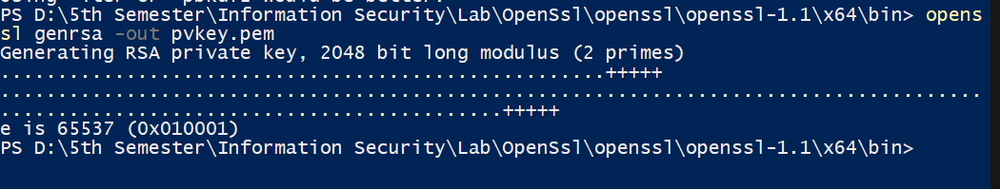 PS D:\5th Semester\Information Security\Lab\OpenSsl\openssl\openssl-1.1\x64\bin> opens
sl genrsa -out pvkey.pem
Generating RSA private key, 2048 bit long modulus (2 primes)
.....................................................+++++
......................................................................................
............................................+++++
e is 65537 (0x010001)
PS D:\5th Semester\Information Security\Lab\OpenSsl\openssl\openssl-1.1\x64\bin>